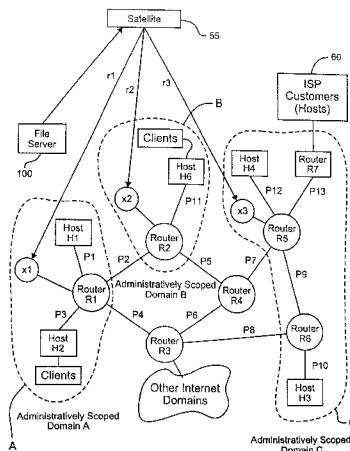 Satellite
55
r1
r2
r3
60
ISP
Customers
(Hosts)
B
File
Server
100
Clients
Host
H6
Host
H4
Router
R7
P12
P13
x2
P11
x3
Router
R5
Host
H1
Router
R2
x1
P1
P2
P5
P7
P9
Administratively Scoped
Domain B
Router
R1
Router
R4
P3
P4
P6
P8
Router
R6
Host
H2
Router
R3
P10
Clients
Other Internet
Domains
Host
H3
Administratively Scoped
Domain A
A
Administratively Scoped
Domain C